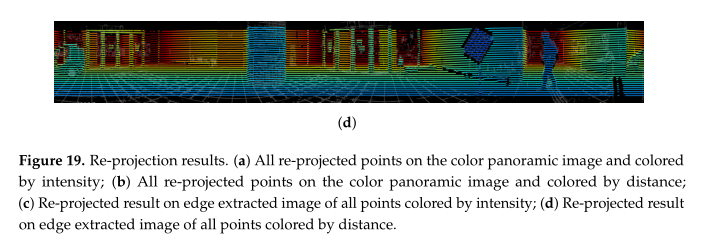 (d)
Figure 19. Re-projection results. (a) All re-projected points on the color panoramic image and colored
by intensity; (b) All re-projected points on the color panoramic image and colored by distance;
(c) Re-projected result on edge extracted image of all points colored by intensity; (d) Re-projected result
on edge extracted image of all points colored by distance.